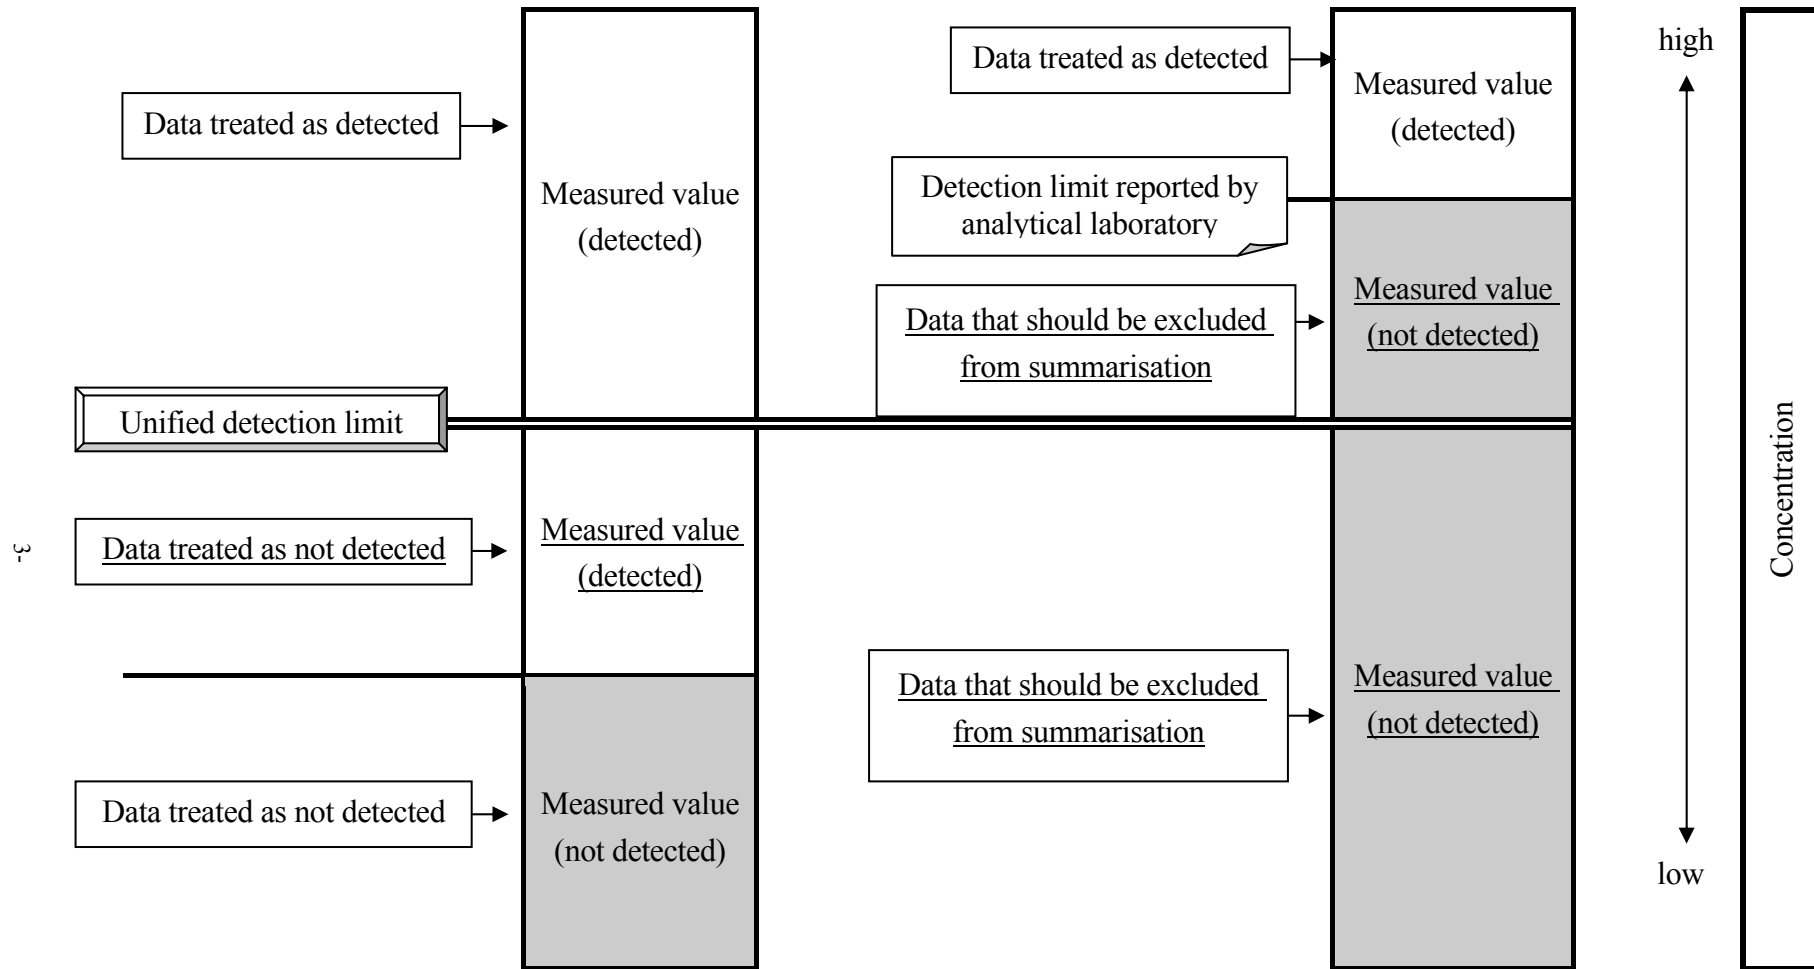 Data treated as detected
Measured value
(detected)
Unified detection limit
Data treated as not detected
Measured value
(detected)
Data treated as not detected
Measured value
(not detected)
Data treated as detected
Measured value
(detected)
Detection limit reported by
analytical laboratory
Data that should be excluded
from summarisation
Measured value
(not detected)
Data that should be excluded
from summarisation
Measured value
(not detected)
high
low
Concentration
3-